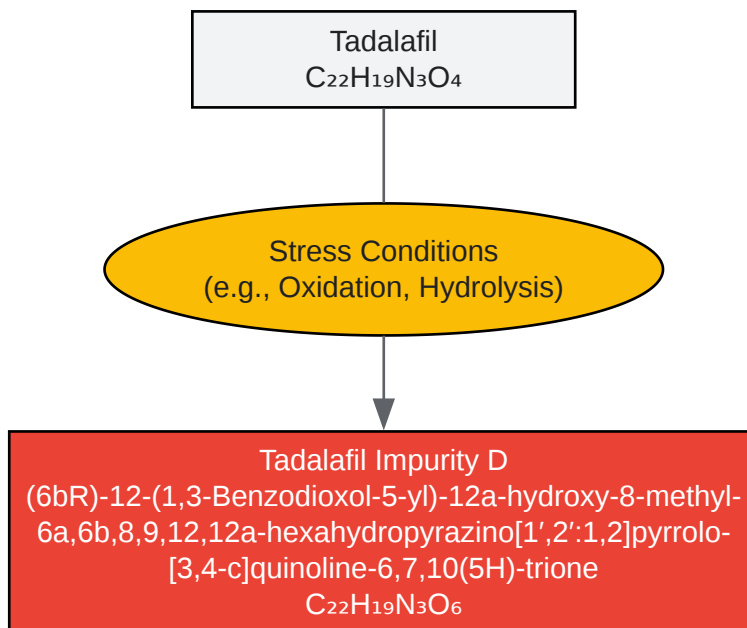 Tadalafil
C₂₂H₁₉N₃O₄
Stress Conditions
(e.g., Oxidation, Hydrolysis)
Tadalafil Impurity D
(6bR)-12-(1,3-Benzodioxol-5-yl)-12a-hydroxy-8-methyl-
6a,6b,8,9,12,12a-hexahydropyrazino[1′,2′:1,2]pyrrolo-
[3,4-c]quinoline-6,7,10(5H)-trione
C₂₂H₁₉N₃O₆